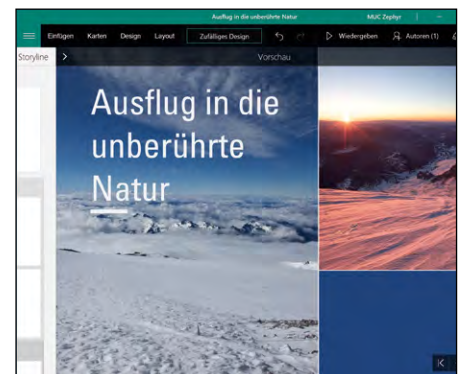 Ausflug in die unberührte Natur
MUC Zephyr
Einfügen Karten Design Layout Zufälliges Design Wiedergeben Autoren (1)
Storyline > Vorschau
Ausflug in die
unberührte
Natur